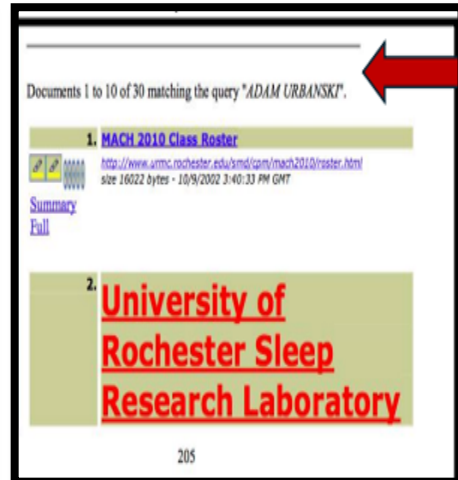 Documents 1 to 10 of 30 matching the query "ADAM URBANSKI".
1. MACH 2010 Class Roster
http://www.urmc.rochester.edu/smd/cpm/mach2010/roster.html
size 16022 bytes - 10/9/2002 3:40:33 PM GMT
Summary
Full
2. University of
Rochester Sleep
Research Laboratory
205